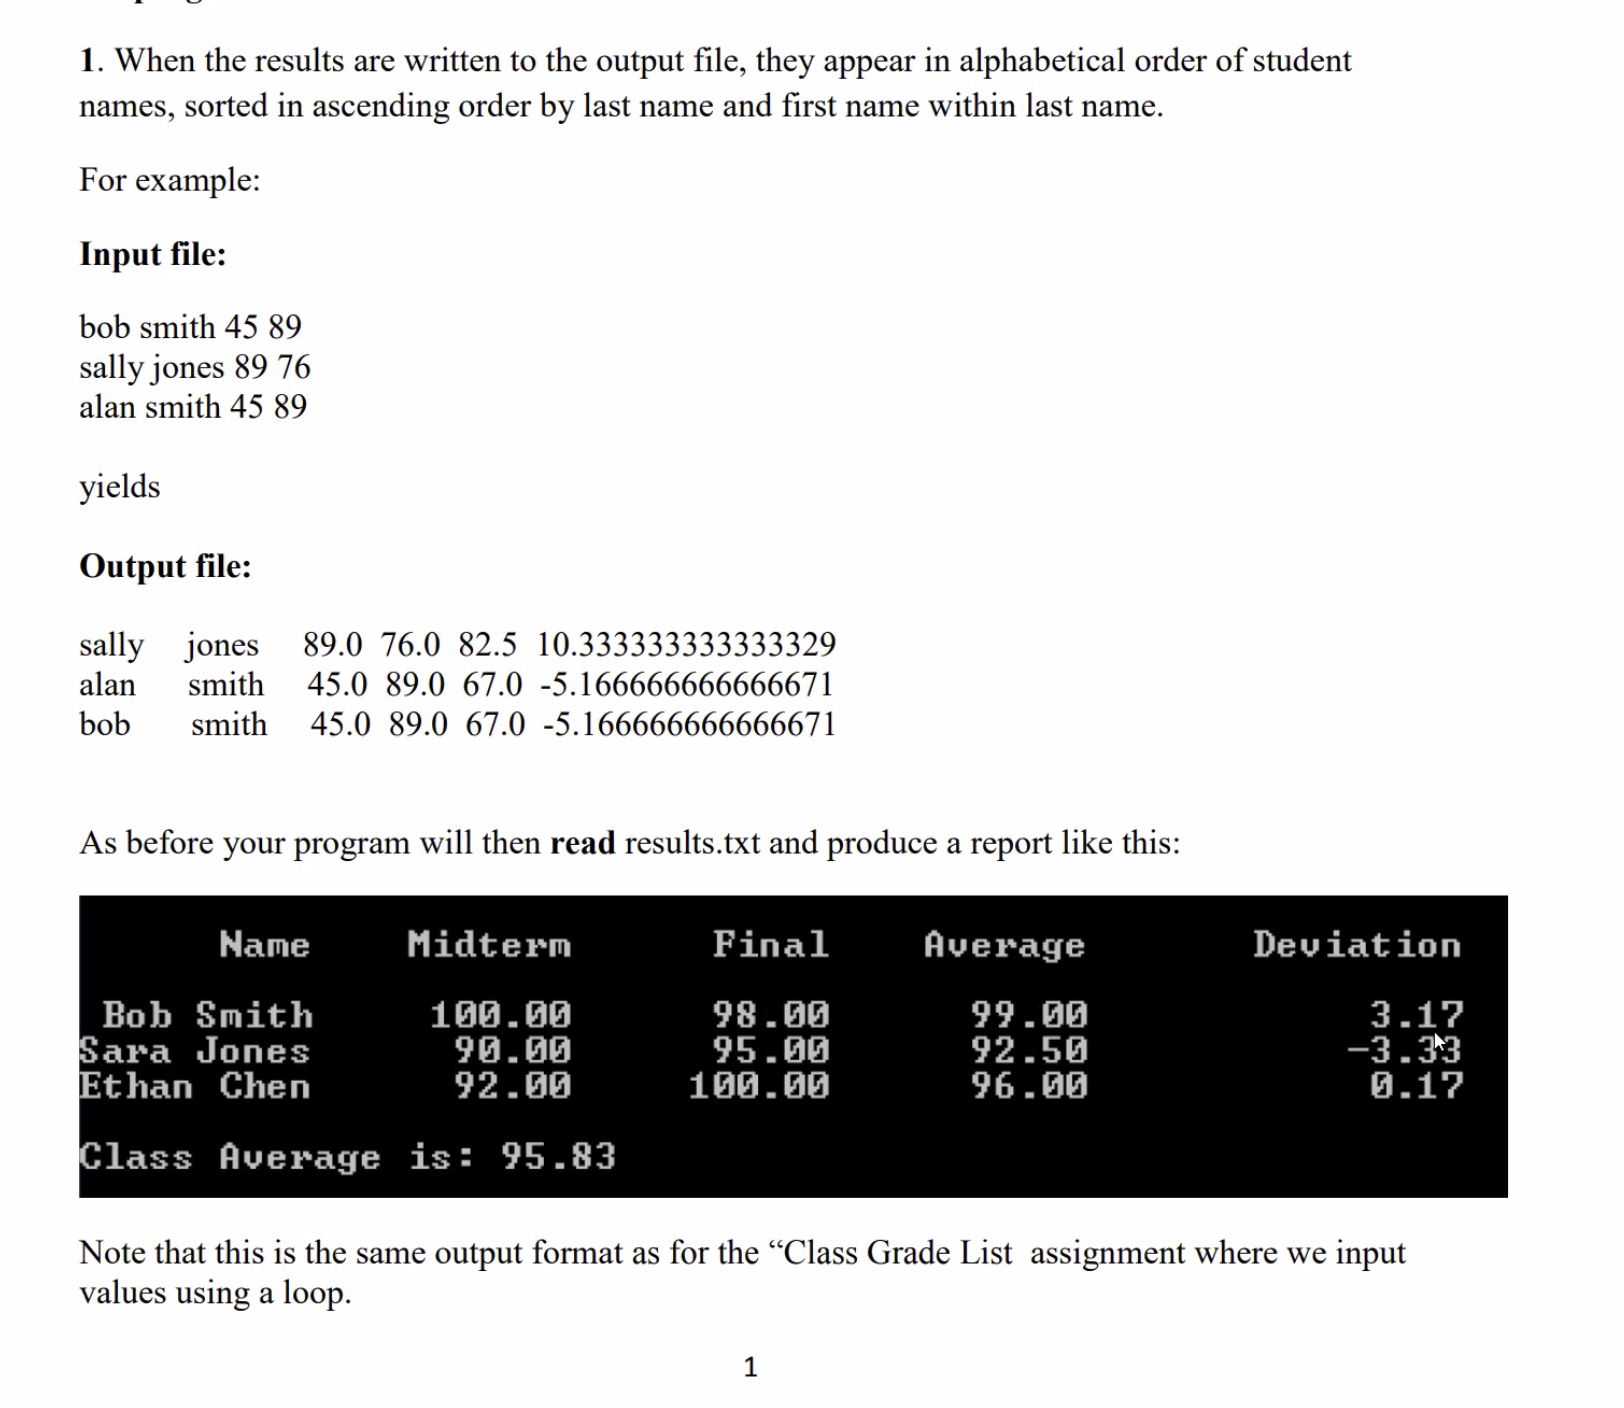 1. When the results are written to the output file, they appear in alphabetical order of student
names, sorted in ascending order by last name and first name within last name.
For example:
Input file:
bob smith 45 89
sally jones 89 76
alan smith 45 89
yields
Output file:
sally jones 89.0 76.0 82.5 10.333333333333329
alan smith 45.0 89.0 67.0 -5.166666666666671
bob smith 45.0 89.0 67.0 -5.166666666666671
As before your program will then read results.txt and produce a report like this:
Name Midterm Final Average Deviation
Bob Smith 100.00 98.00 99.00 3.17
Sara Jones 90.00 95.00 92.50 -3.33
Ethan Chen 92.00 100.00 96.00 0.17
Class Average is: 95.83
Note that this is the same output format as for the “Class Grade List assignment where we input
values using a loop.
1